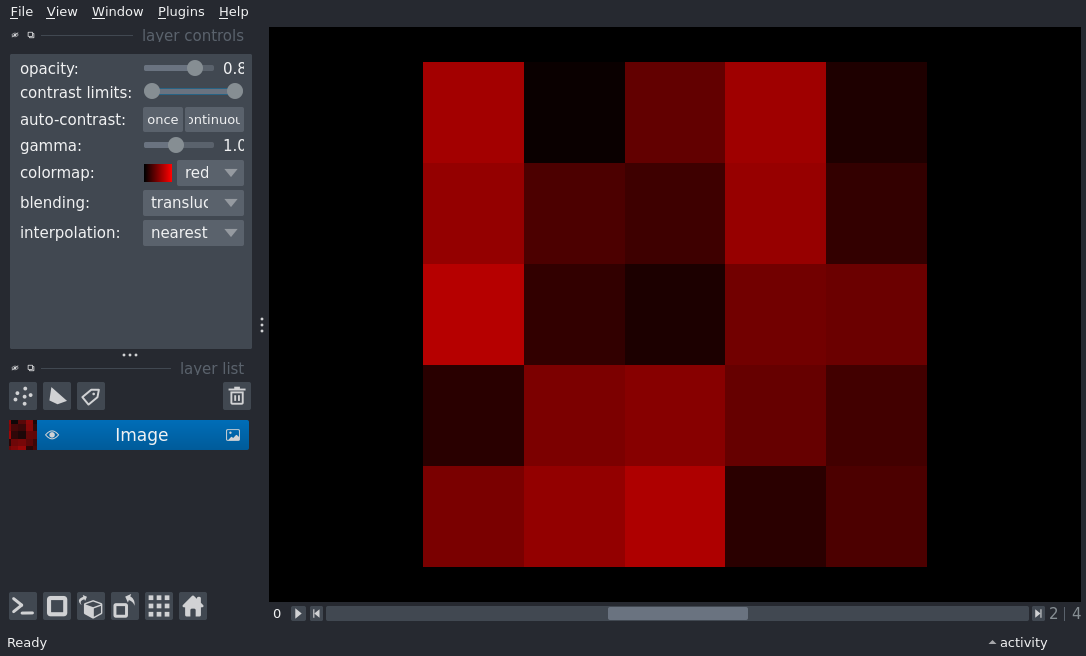 File View Window Plugins Help
layer controls
opacity: 0.8
contrast limits:
auto-contrast: once ontinuou
gamma: 1.0
colormap: red
blending: transluc
interpolation: nearest
layer list
Image
0 2 | 4
Ready activity